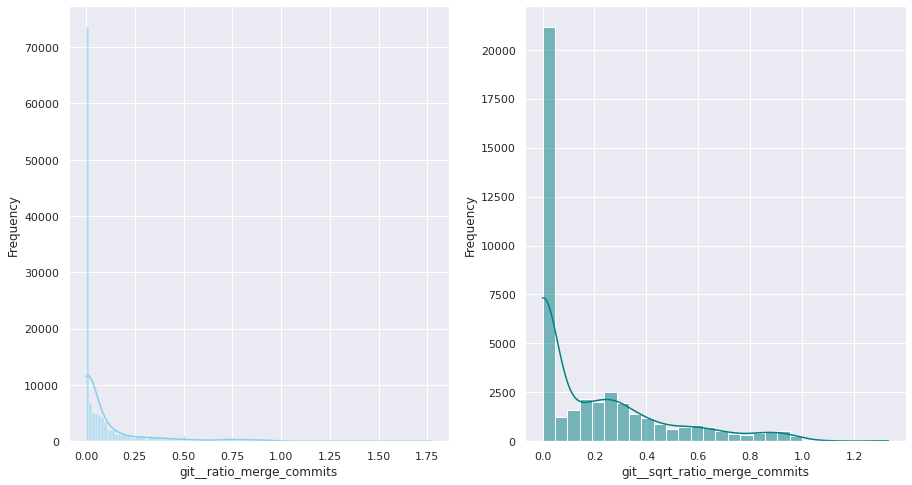 70000
60000
50000
40000
30000
20000
10000
0
Frequency
0.00 0.25 0.50 0.75 1.00 1.25 1.50 1.75
git__ratio_merge_commits
20000
17500
15000
12500
10000
7500
5000
2500
0
Frequency
0.0 0.2 0.4 0.6 0.8 1.0 1.2
git__sqrt_ratio_merge_commits